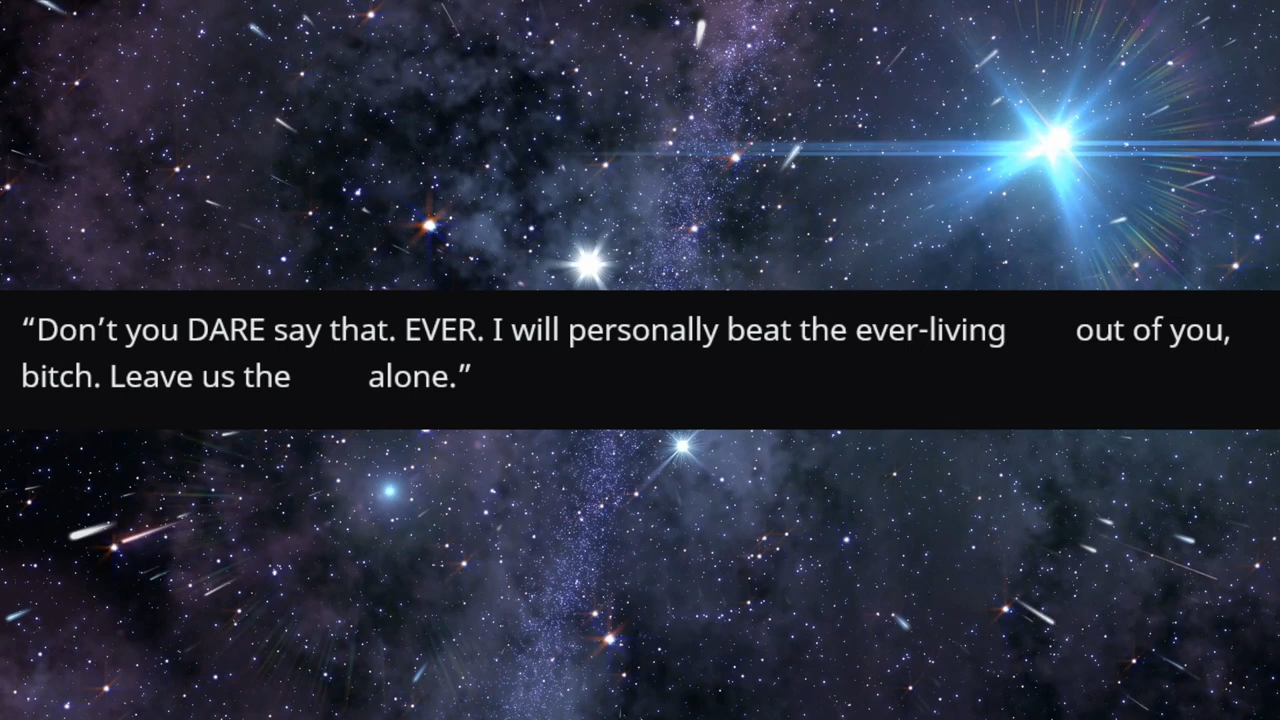 “Don’t you DARE say that. EVER. I will personally beat the ever-living out of you,
bitch. Leave us the alone.”